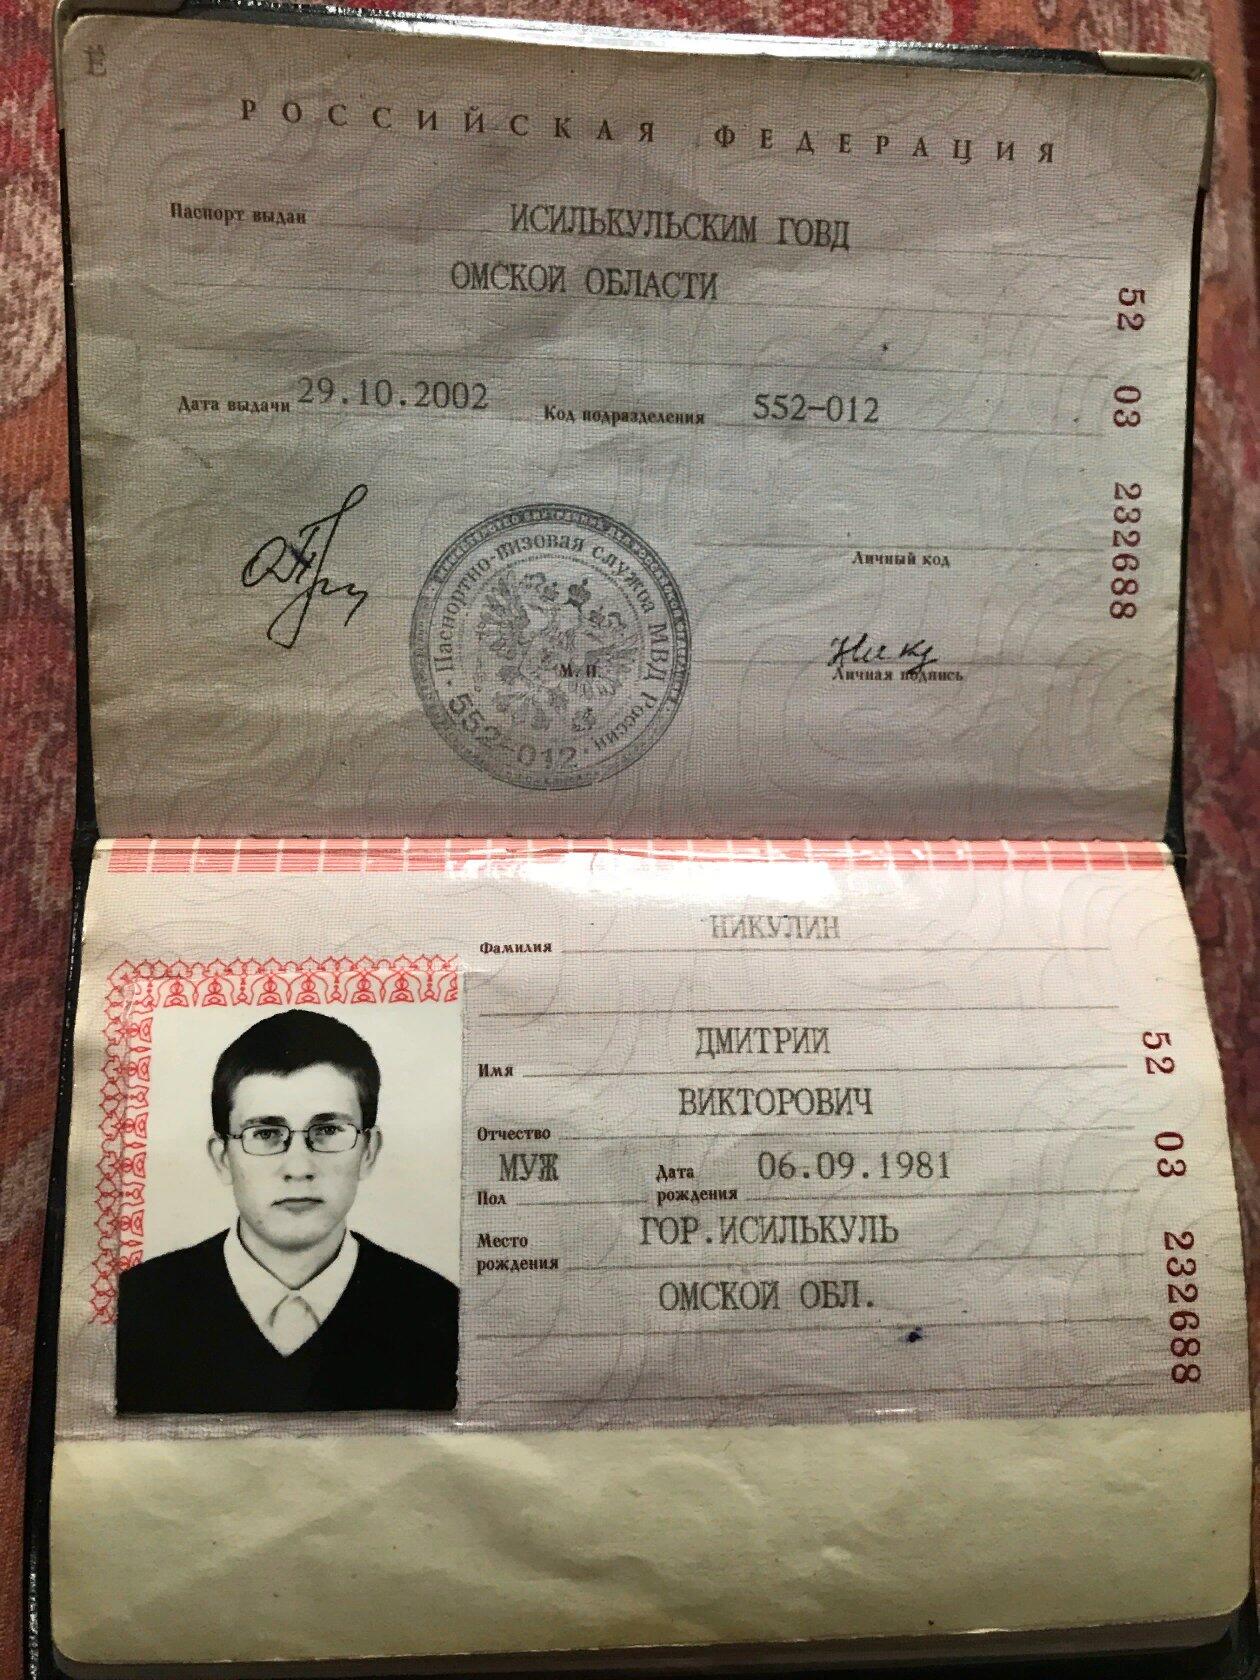 РОССИЙСКАЯ ФЕДЕРАЦИЯ
Паспорт выдан ИСИЛЬКУЛЬСКИМ ГОВД
ОМСКОЙ ОБЛАСТИ
Дата выдачи 29.10.2002 Код подразделения 552-012
52 03 232688
Личный код
Паспортно-визовая служба МВД России
552-012
М. П.
Личная подпись
Фамилия НИКУЛИН
Имя ДМИТРИЙ
Отчество ВИКТОРОВИЧ
Пол МУЖ Дата рождения 06.09.1981
Место рождения ГОР.ИСИЛЬКУЛЬ
ОМСКОЙ ОБЛ.
52 03 232688